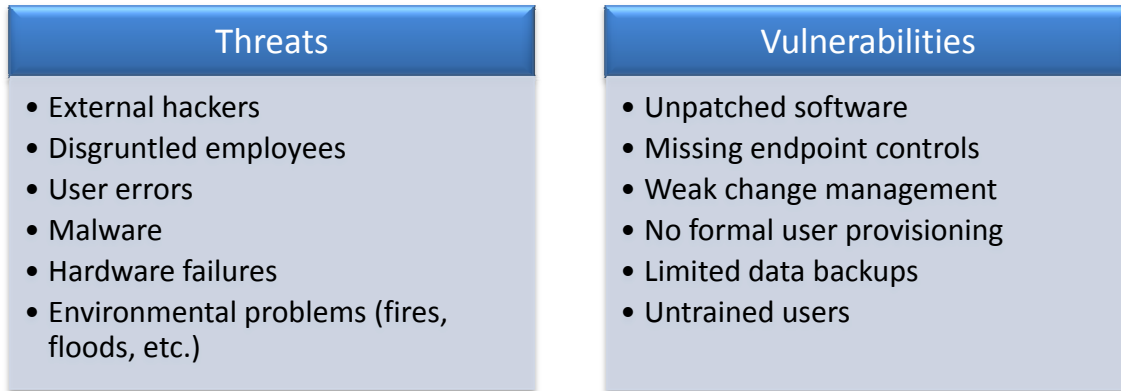 Threats
• External hackers
• Disgruntled employees
• User errors
• Malware
• Hardware failures
• Environmental problems (fires,
floods, etc.)
Vulnerabilities
• Unpatched software
• Missing endpoint controls
• Weak change management
• No formal user provisioning
• Limited data backups
• Untrained users